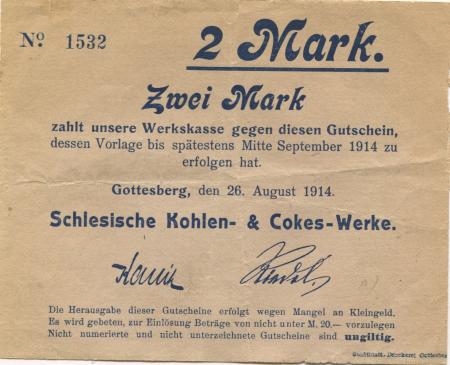 No. 1532
2 Mark.
Zwei Mark
zahlt unsere Werkskasse gegen diesen Gutschein,
dessen Vorlage bis spätestens Mitte September 1914 zu
erfolgen hat.
Gottesberg, den 26. August 1914.
Schlesische Kohlen- & Cokes-Werke.
Die Herausgabe dieser Gutscheine erfolgt wegen Mangel an Kleingeld.
Es wird gebeten, zur Einlösung Beträge von nicht unter M. 20.— vorzulegen
Nicht numerierte und nicht unterzeichnete Gutscheine sind ungiltig.
Gottesberg